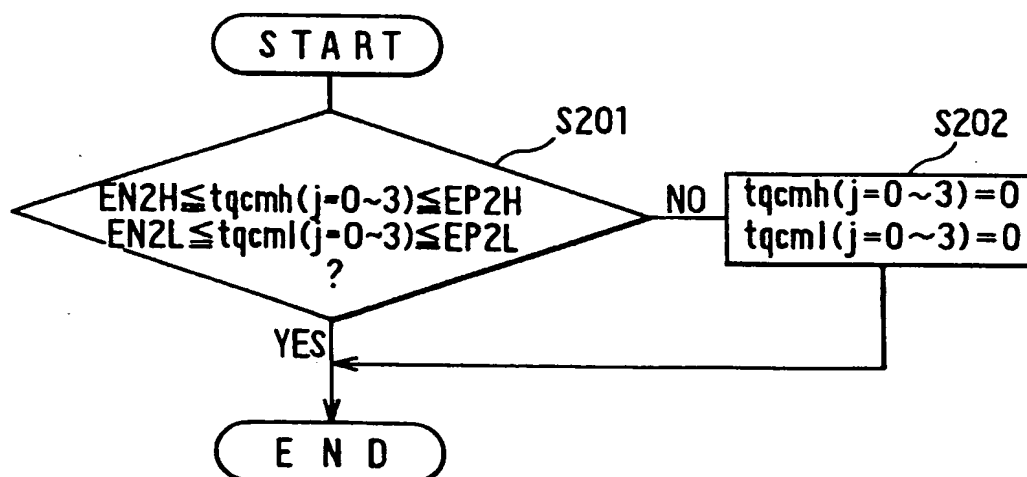 START
S201
S202
EN2H≦tqcmh(j=0~3)≦EP2H
EN2L≦tqcml(j=0~3)≦EP2L
?
NO
tqcmh(j=0~3)=0
tqcml(j=0~3)=0
YES
END